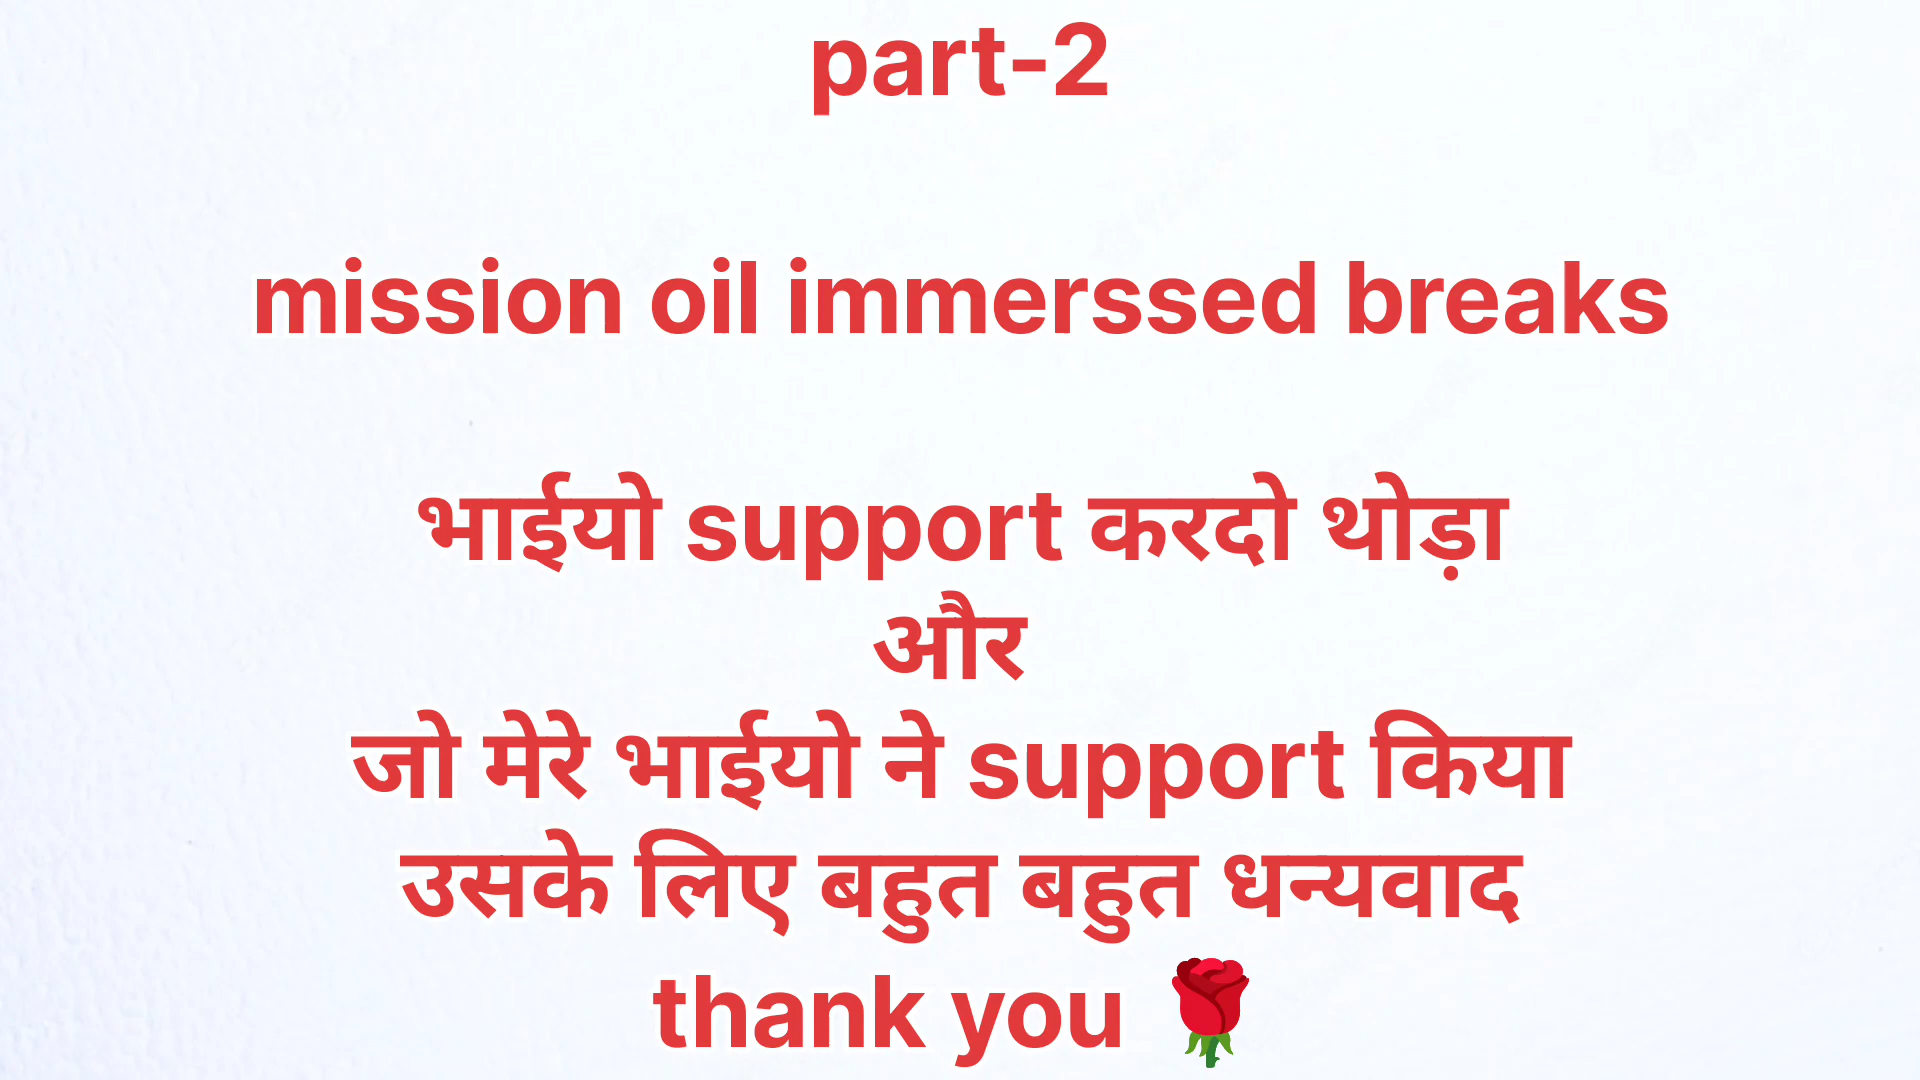 part-2
mission oil immerssed breaks
भाईयो support करदो थोड़ा
और
जो मेरे भाईयो ने support किया
उसके लिए बहुत बहुत धन्यवाद
thank you 🌹